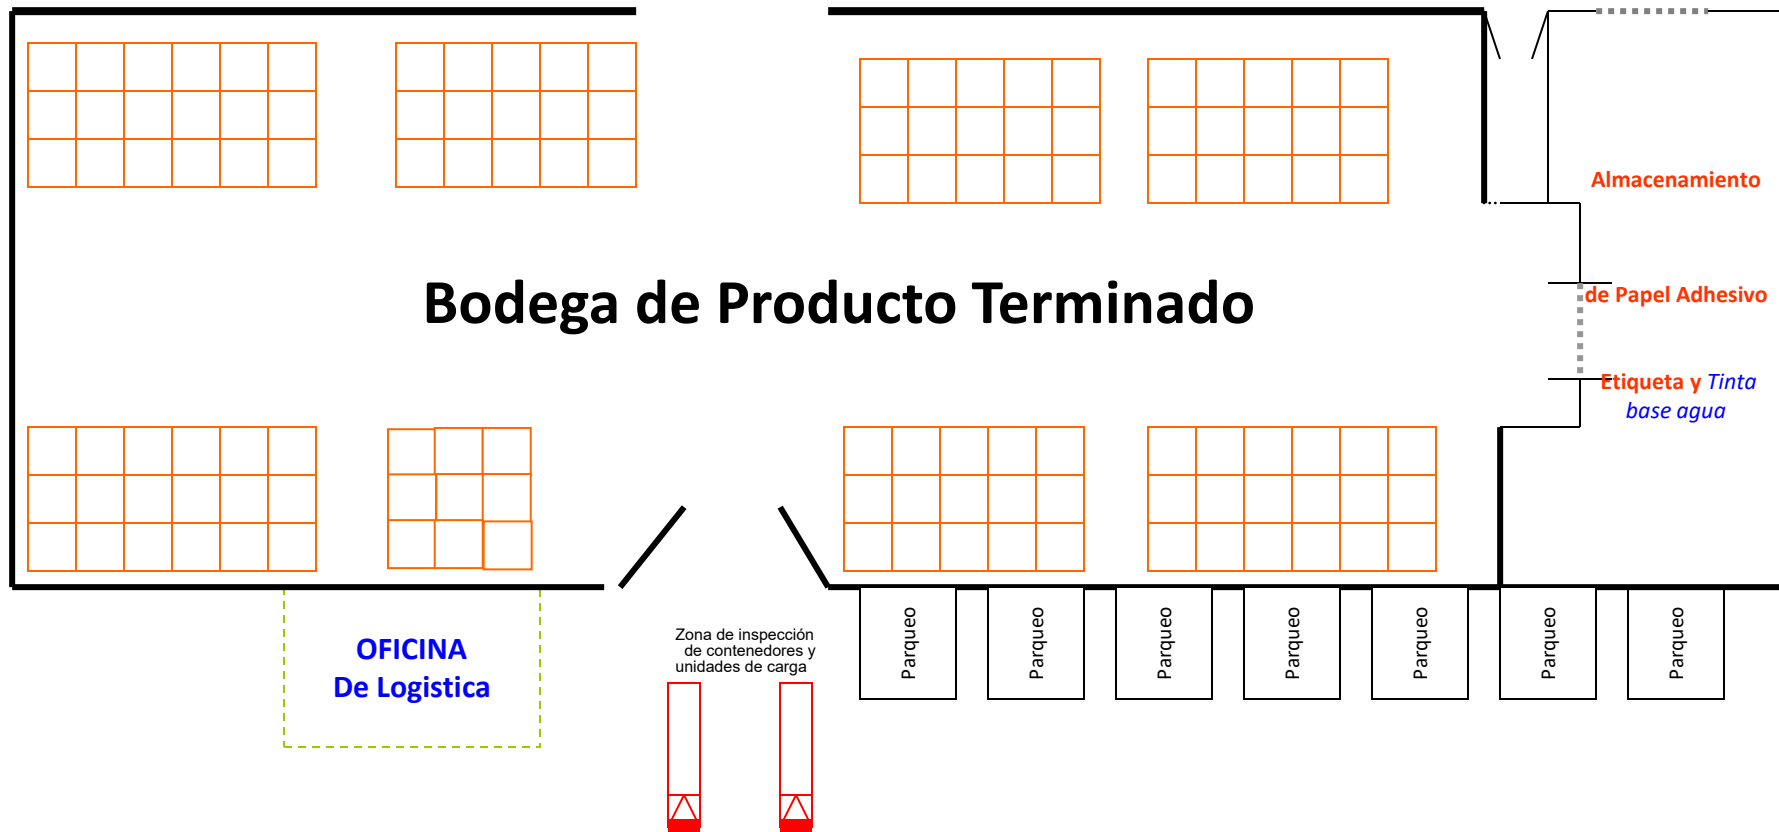 Almacenamiento
Bodega de Producto Terminado
de Papel Adhesivo
Etiqueta y Tinta
base agua
OFICINA
De Logistica
Zona de inspección
de contenedores y
unidades de carga
Parqueo
Parqueo
Parqueo
Parqueo
Parqueo
Parqueo
Parqueo